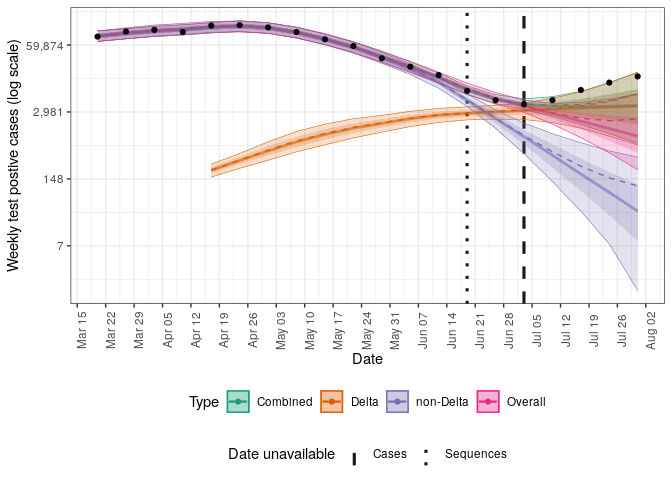 Weekly test postive cases (log scale)
59,874
2,981
148
7
Mar 15
Mar 22
Mar 29
Apr 05
Apr 12
Apr 19
Apr 26
May 03
May 10
May 17
May 24
May 31
Jun 07
Jun 14
Jun 21
Jun 28
Jul 05
Jul 12
Jul 19
Jul 26
Aug 02
Date
Type Combined Delta non-Delta Overall
Date unavailable Cases Sequences